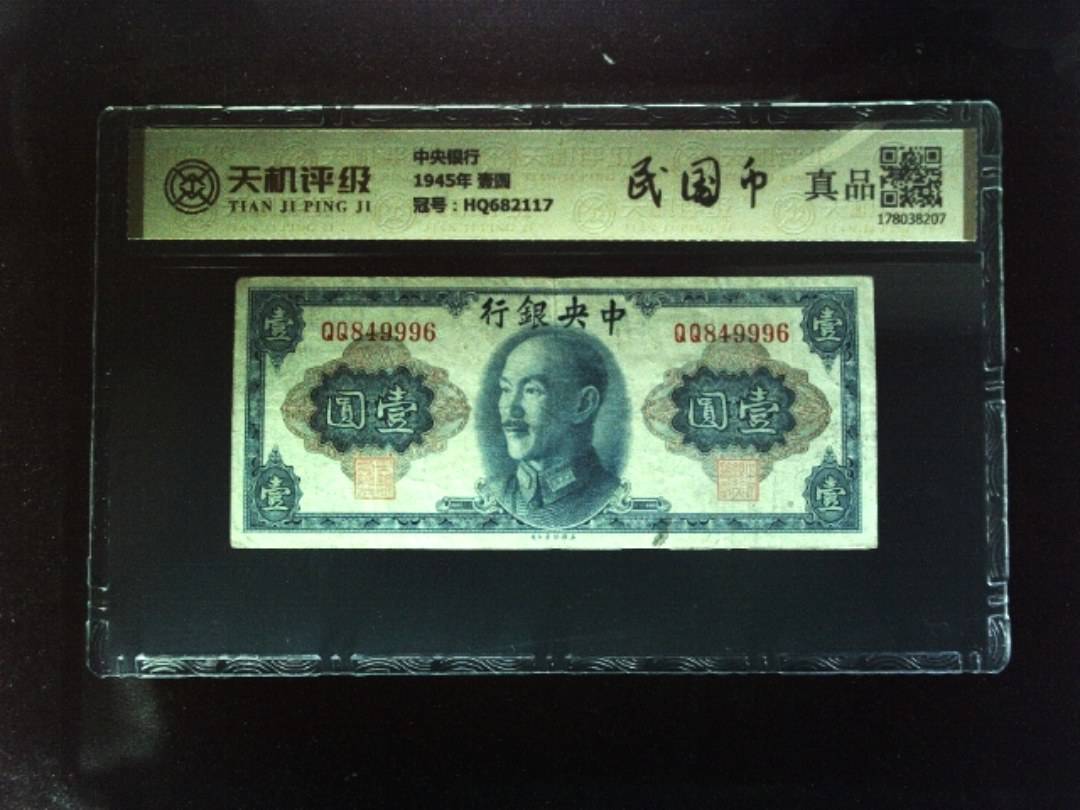 天机评级
TIAN JI PING JI
中央银行
1945年 壹圆
冠号：HQ682117
民国币
真品
178038207
行銀央中
壹
壹
QQ849996
QQ849996
圓壹
圓壹
壹
壹